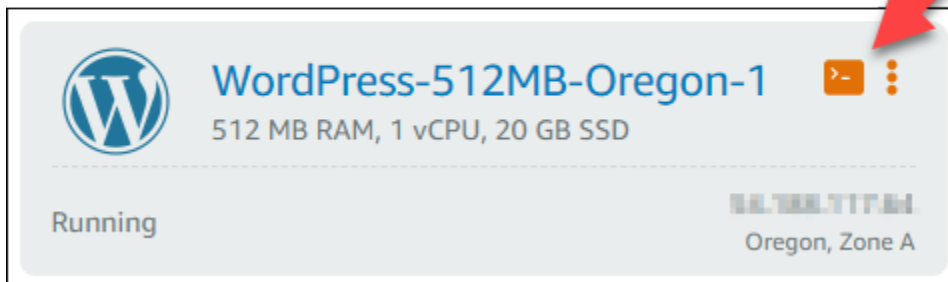 WordPress-512MB-Oregon-1
512 MB RAM, 1 vCPU, 20 GB SSD
Running
Oregon, Zone A